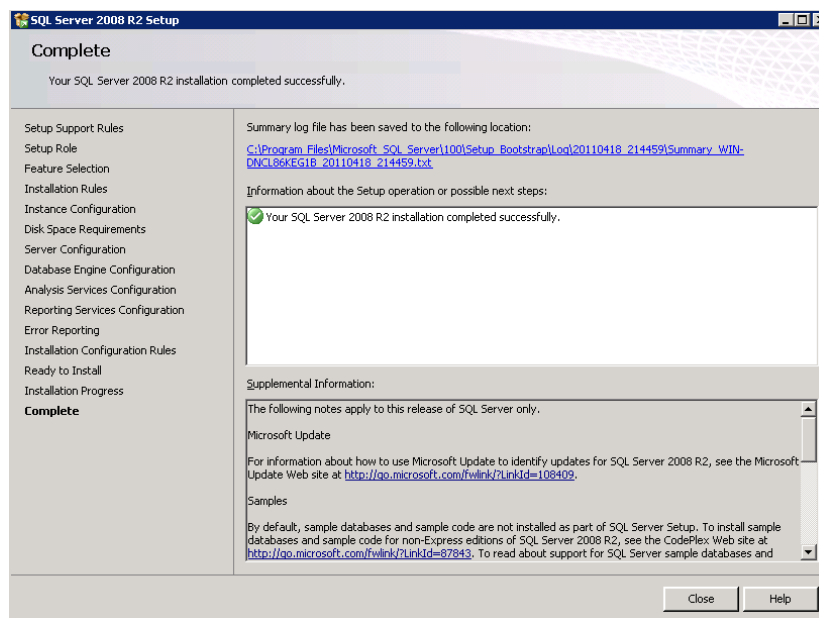 SQL Server 2008 R2 Setup
Complete
Your SQL Server 2008 R2 installation completed successfully.
Setup Support Rules
Setup Role
Feature Selection
Installation Rules
Instance Configuration
Disk Space Requirements
Server Configuration
Database Engine Configuration
Analysis Services Configuration
Reporting Services Configuration
Error Reporting
Installation Configuration Rules
Ready to Install
Installation Progress
Complete
Summary log file has been saved to the following location:
C:\Program Files\Microsoft SQL Server\100\Setup Bootstrap\Log\20110418_214459\Summary_WIN-
DNCL86KEG1B_20110418_214459.txt
Information about the Setup operation or possible next steps:
Your SQL Server 2008 R2 installation completed successfully.
Supplemental Information:
The following notes apply to this release of SQL Server only.
Microsoft Update
For information about how to use Microsoft Update to identify updates for SQL Server 2008 R2, see the Microsoft
Update Web site at http://go.microsoft.com/fwlink/?LinkId=108409.
Samples
By default, sample databases and sample code are not installed as part of SQL Server Setup. To install sample
databases and sample code for non-Express editions of SQL Server 2008 R2, see the CodePlex Web site at
http://go.microsoft.com/fwlink/?LinkId=87843. To read about support for SQL Server sample databases and
Close
Help